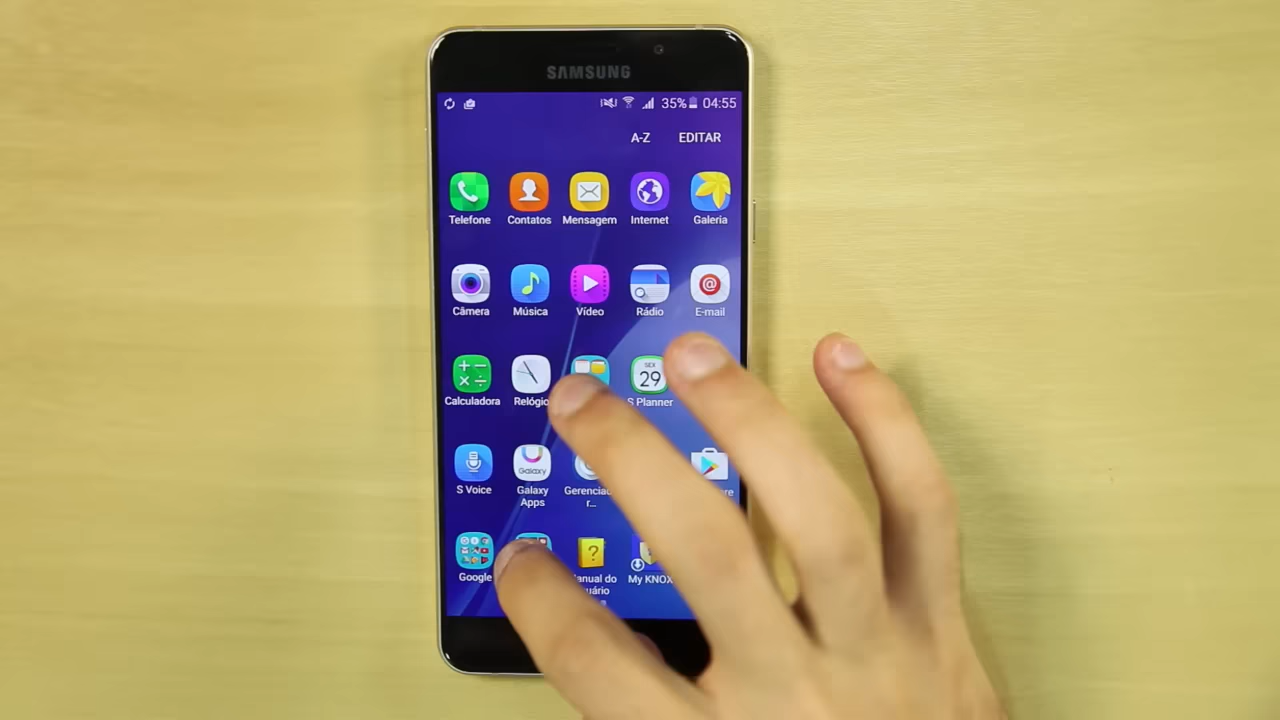 SAMSUNG
35% 04:55
A-Z EDITAR
Telefone Contatos Mensagem Internet Galeria
Câmera Música Vídeo Rádio E-mail
SEX
29
Calculadora Relógio S Planner
Galaxy
S Voice Galaxy Gerenciad
Apps r...
?
Google anual do My KNOX
uário